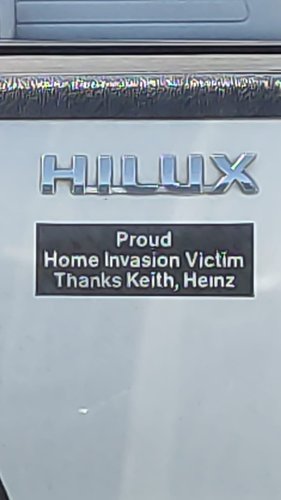 HILUX
Proud
Home Invasion Victim
Thanks Keith, Heinz